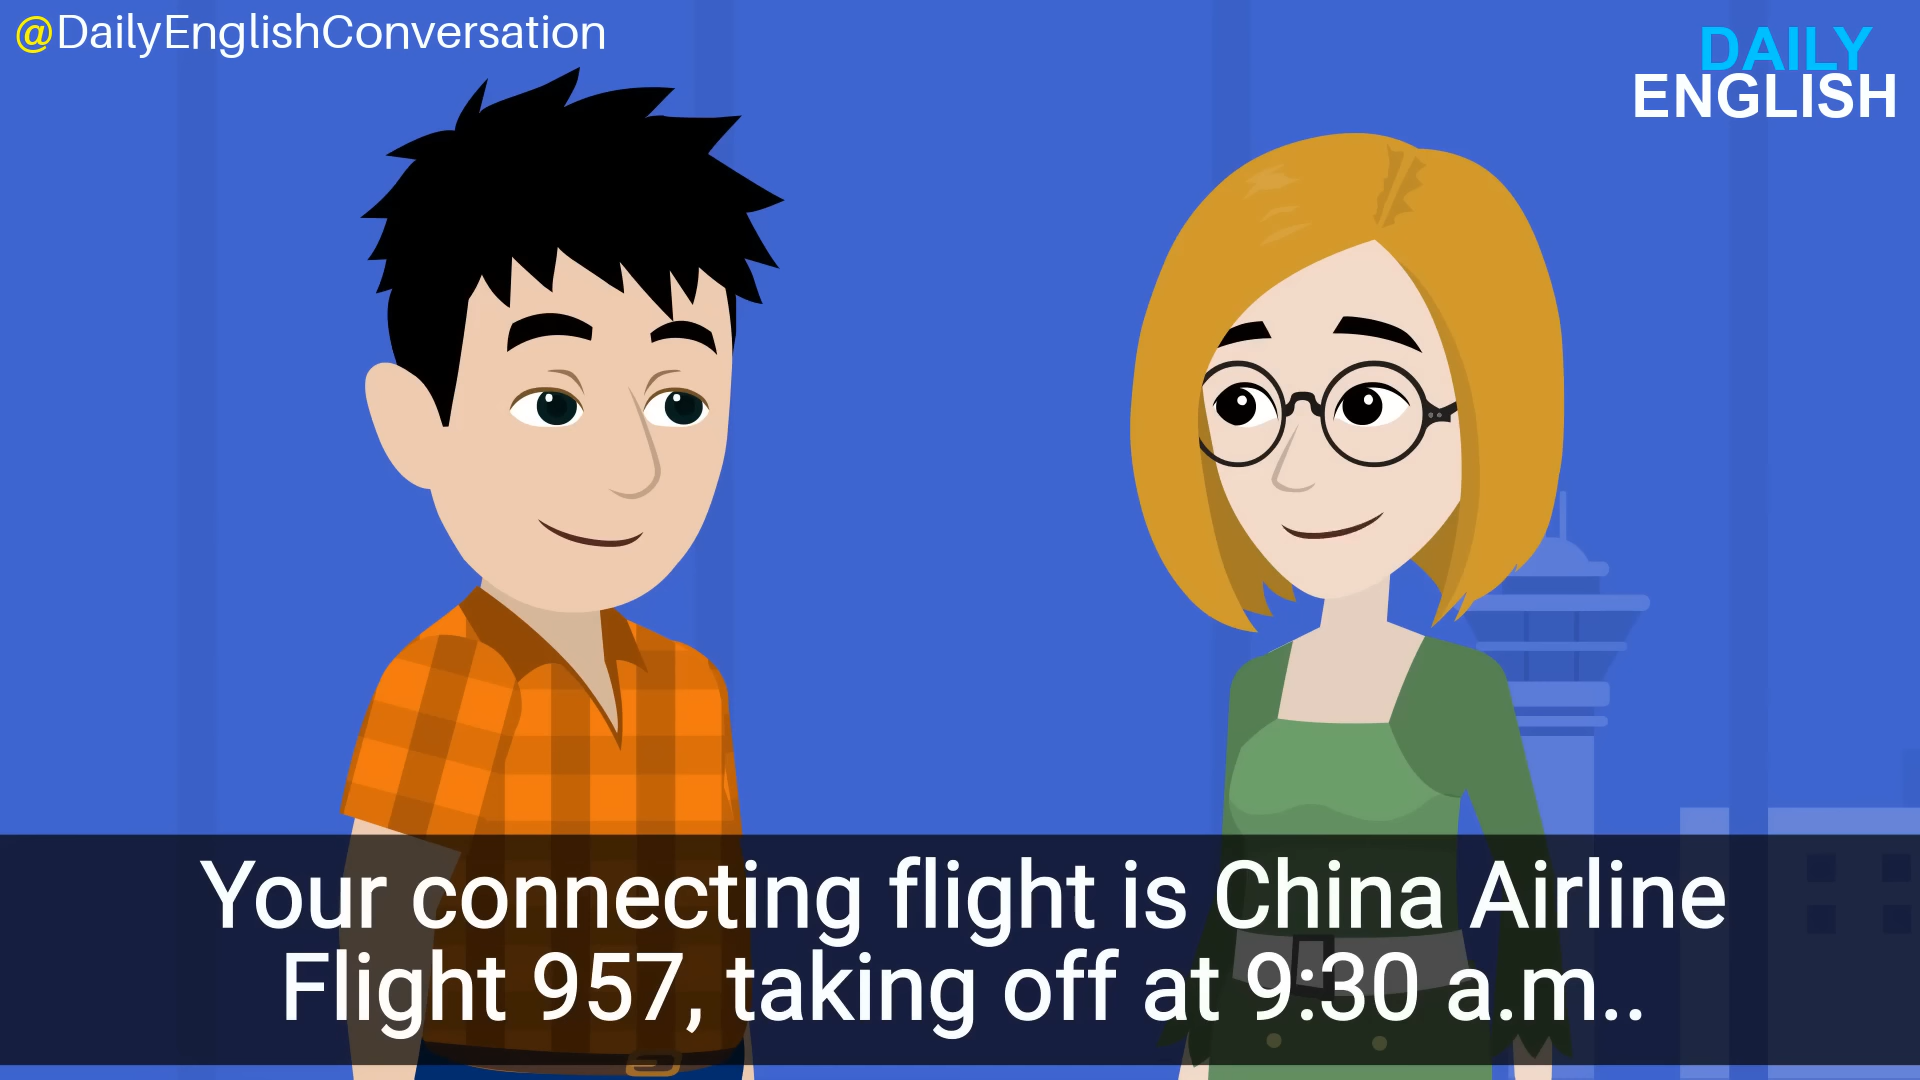 @DailyEnglishConversation
DAILY
ENGLISH
Your connecting flight is China Airline
Flight 957, taking off at 9:30 a.m..